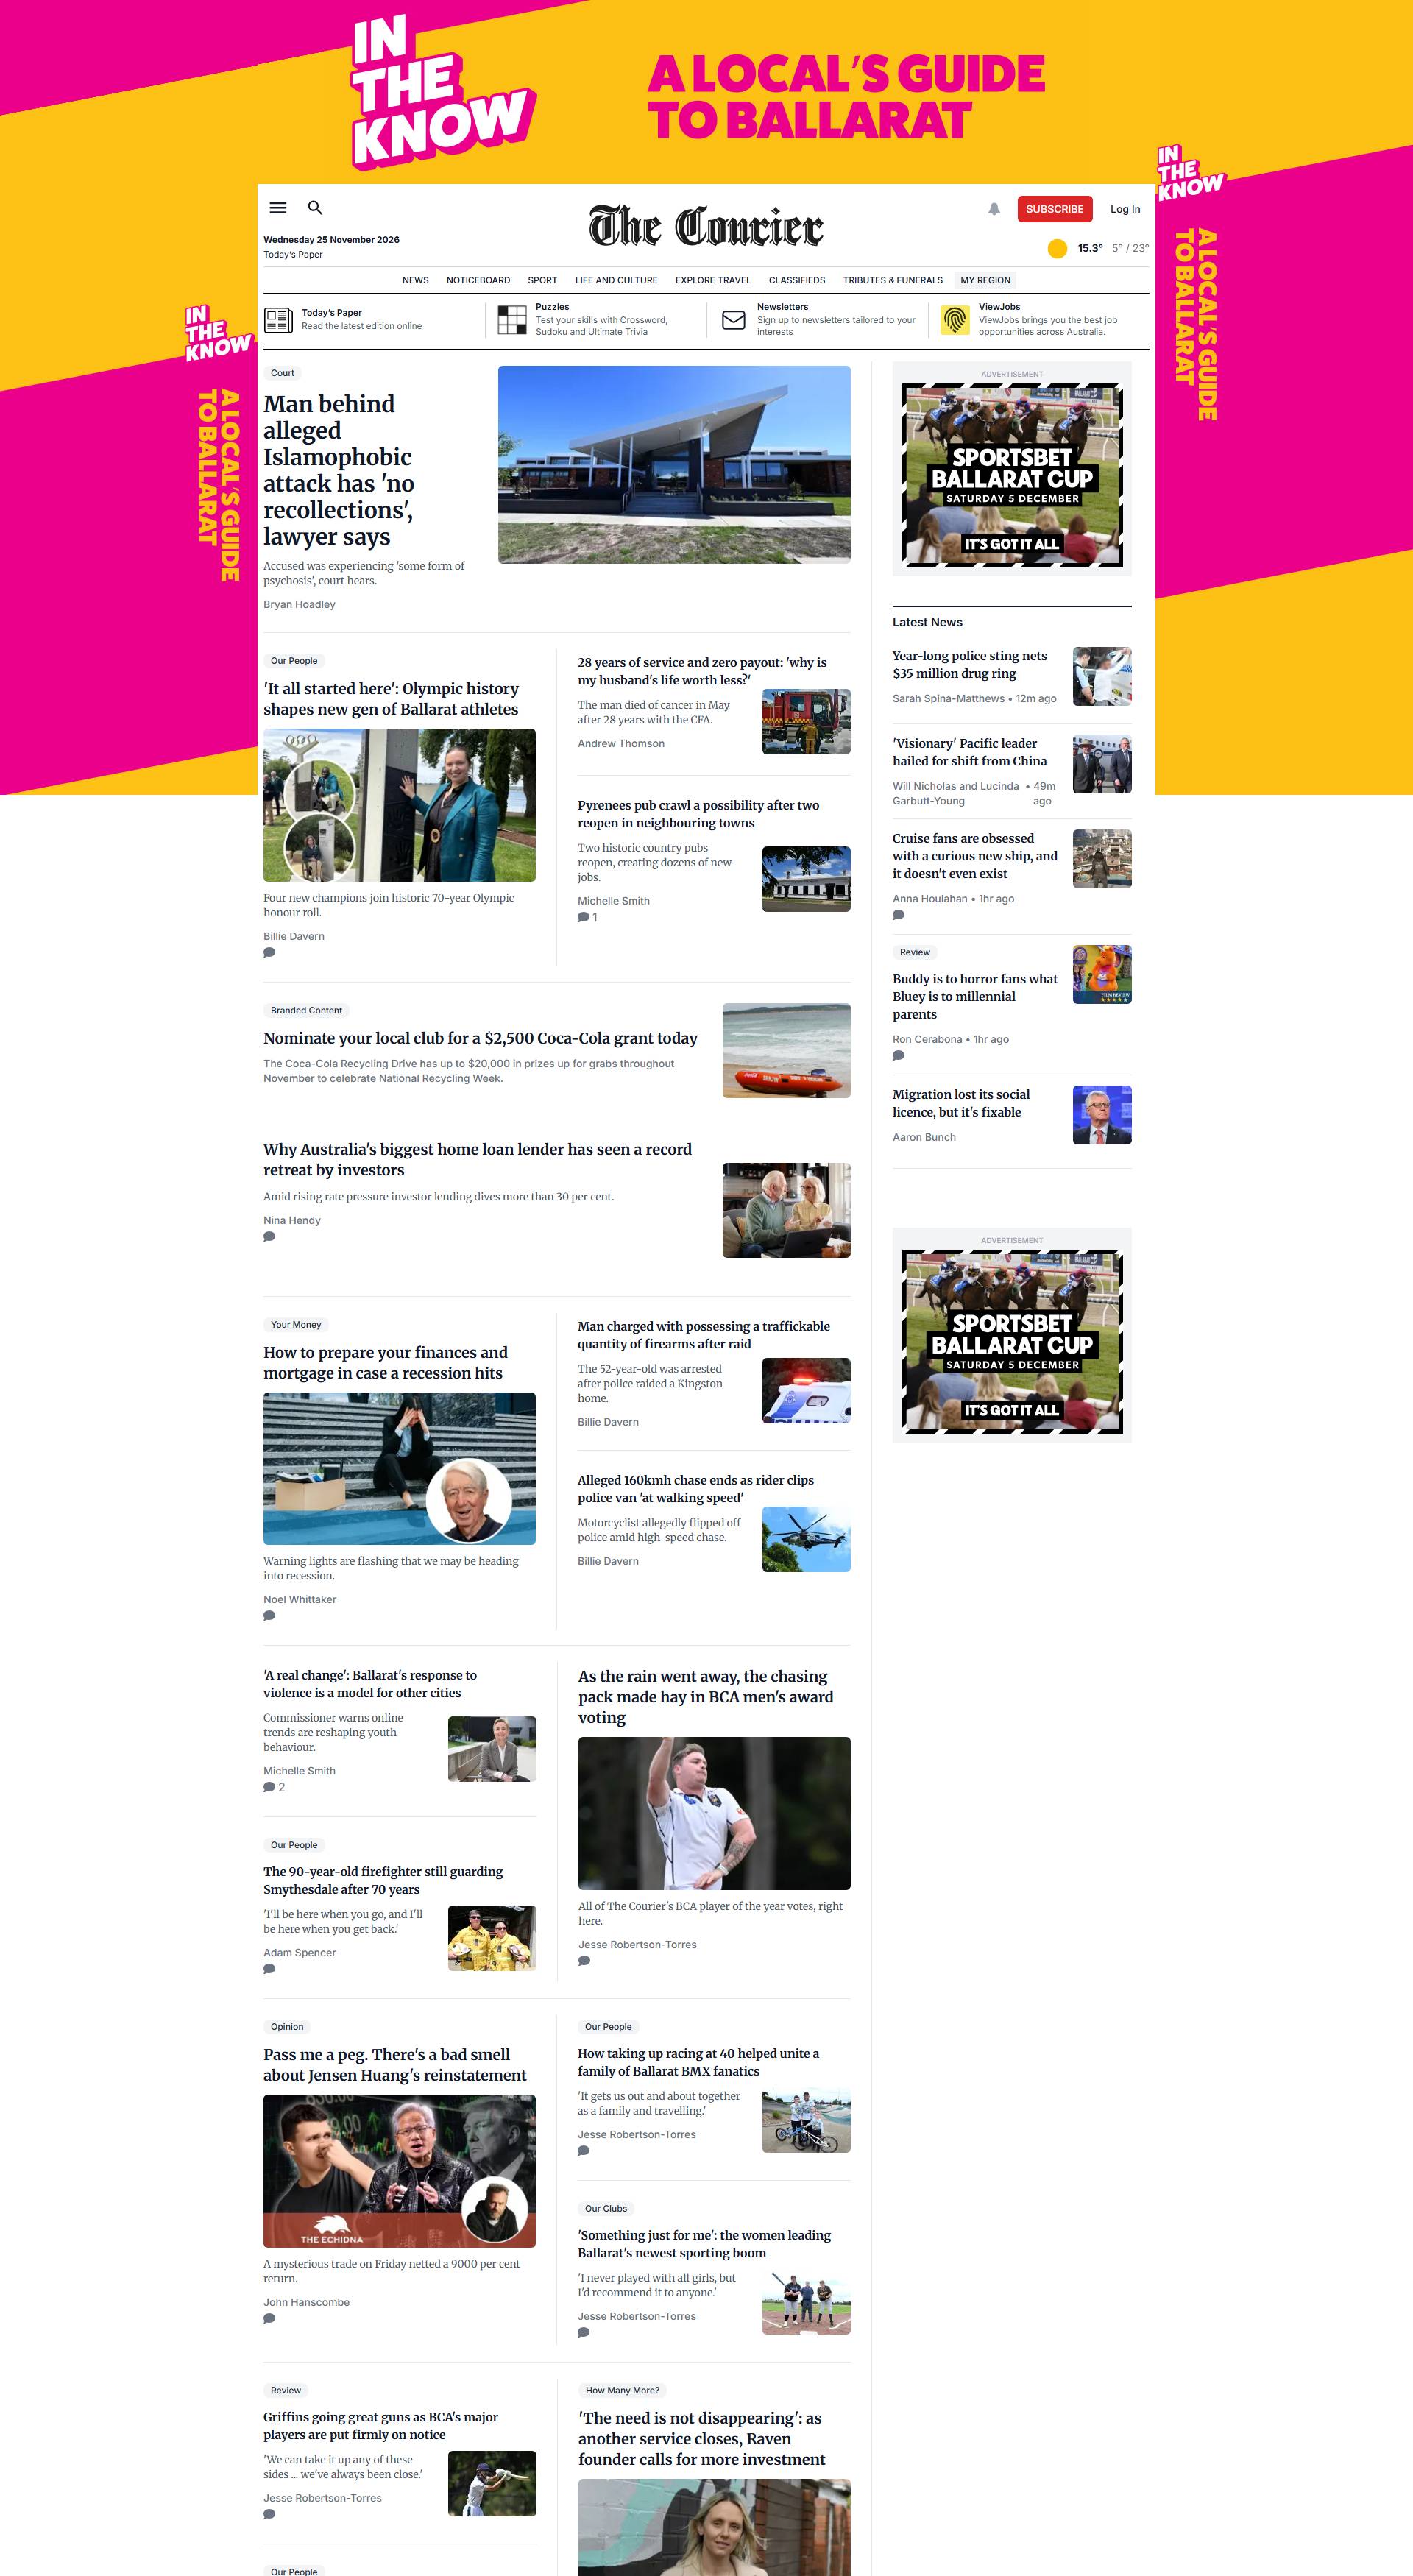 IN
THE
KNOW
A LOCAL'S GUIDE
TO BALLARAT
IN
THE
KNOW
A LOCAL'S GUIDE
TO BALLARAT
IN
THE
KNOW
A LOCAL'S GUIDE
TO BALLARAT
The Courier
SUBSCRIBE
Log In
Wednesday 25 November 2026
Today's Paper
15.3° 5° / 23°
NEWS NOTICEBOARD SPORT LIFE AND CULTURE EXPLORE TRAVEL CLASSIFIEDS TRIBUTES & FUNERALS MY REGION
Today's Paper
Read the latest edition online
Puzzles
Test your skills with Crossword,
Sudoku and Ultimate Trivia
Newsletters
Sign up to newsletters tailored to your
interests
ViewJobs
ViewJobs brings you the best job
opportunities across Australia.
Court
Man behind
alleged
Islamophobic
attack has 'no
recollections',
lawyer says
Accused was experiencing 'some form of
psychosis', court hears.
Bryan Hoadley
Our People
'It all started here': Olympic history
shapes new gen of Ballarat athletes
Four new champions join historic 70-year Olympic
honour roll.
Billie Davern
28 years of service and zero payout: 'why is
my husband's life worth less?'
The man died of cancer in May
after 28 years with the CFA.
Andrew Thomson
Pyrenees pub crawl a possibility after two
reopen in neighbouring towns
Two historic country pubs
reopen, creating dozens of new
jobs.
Michelle Smith
1
Branded Content
Nominate your local club for a $2,500 Coca-Cola grant today
The Coca-Cola Recycling Drive has up to $20,000 in prizes up for grabs throughout
November to celebrate National Recycling Week.
Why Australia's biggest home loan lender has seen a record
retreat by investors
Amid rising rate pressure investor lending dives more than 30 per cent.
Nina Hendy
Your Money
How to prepare your finances and
mortgage in case a recession hits
Warning lights are flashing that we may be heading
into recession.
Noel Whittaker
Man charged with possessing a traffickable
quantity of firearms after raid
The 52-year-old was arrested
after police raided a Kingston
home.
Billie Davern
Alleged 160kmh chase ends as rider clips
police van 'at walking speed'
Motorcyclist allegedly flipped off
police amid high-speed chase.
Billie Davern
'A real change': Ballarat's response to
violence is a model for other cities
Commissioner warns online
trends are reshaping youth
behaviour.
Michelle Smith
2
Our People
The 90-year-old firefighter still guarding
Smythesdale after 70 years
'I'll be here when you go, and I'll
be here when you get back.'
Adam Spencer
As the rain went away, the chasing
pack made hay in BCA men's award
voting
All of The Courier's BCA player of the year votes, right
here.
Jesse Robertson-Torres
Opinion
Pass me a peg. There's a bad smell
about Jensen Huang's reinstatement
THE ECHIDNA
A mysterious trade on Friday netted a 9000 per cent
return.
John Hanscombe
Our People
How taking up racing at 40 helped unite a
family of Ballarat BMX fanatics
'It gets us out and about together
as a family and travelling.'
Jesse Robertson-Torres
Our Clubs
'Something just for me': the women leading
Ballarat's newest sporting boom
'I never played with all girls, but
I'd recommend it to anyone.'
Jesse Robertson-Torres
Review
Griffins going great guns as BCA's major
players are put firmly on notice
'We can take it up any of these
sides ... we've always been close.'
Jesse Robertson-Torres
Our People
How Many More?
'The need is not disappearing': as
another service closes, Raven
founder calls for more investment
ADVERTISEMENT
SPORTSBET
BALLARAT CUP
SATURDAY 5 DECEMBER
IT'S GOT IT ALL
Latest News
Year-long police sting nets
$35 million drug ring
Sarah Spina-Matthews • 12m ago
'Visionary' Pacific leader
hailed for shift from China
Will Nicholas and Lucinda Garbutt-Young • 49m ago
Cruise fans are obsessed
with a curious new ship, and
it doesn't even exist
Anna Houlahan • 1hr ago
Review
Buddy is to horror fans what
Bluey is to millennial
parents
Ron Cerabona • 1hr ago
Migration lost its social
licence, but it's fixable
Aaron Bunch
ADVERTISEMENT
SPORTSBET
BALLARAT CUP
SATURDAY 5 DECEMBER
IT'S GOT IT ALL